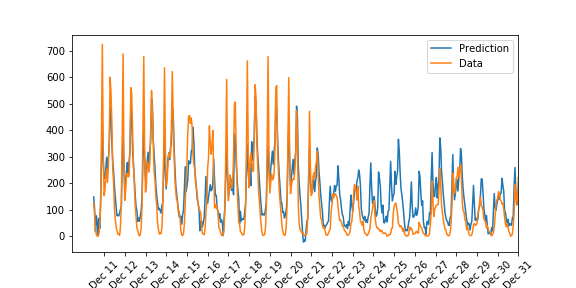 Prediction
Data
700
600
500
400
300
200
100
0
Dec 11
Dec 12
Dec 13
Dec 14
Dec 15
Dec 16
Dec 17
Dec 18
Dec 19
Dec 20
Dec 21
Dec 22
Dec 23
Dec 24
Dec 25
Dec 26
Dec 27
Dec 28
Dec 29
Dec 30
Dec 31